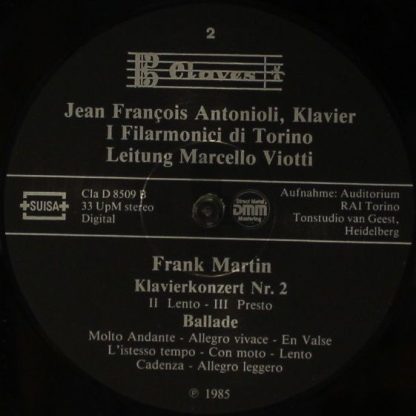 2
Claves
Jean François Antonioli, Klavier
I Filarmonici di Torino
Leitung Marcello Viotti
SUISA
Cla D 8509 B
33 UpM stereo
Digital
Direct Metal
DMM
Mastering
Aufnahme: Auditorium
RAI Torino
Tonstudio van Geest,
Heidelberg
Frank Martin
Klavierkonzert Nr. 2
II Lento - III Presto
Ballade
Molto Andante - Allegro vivace - En Valse
L'istesso tempo - Con moto - Lento
Cadenza - Allegro leggero
℗ 1985